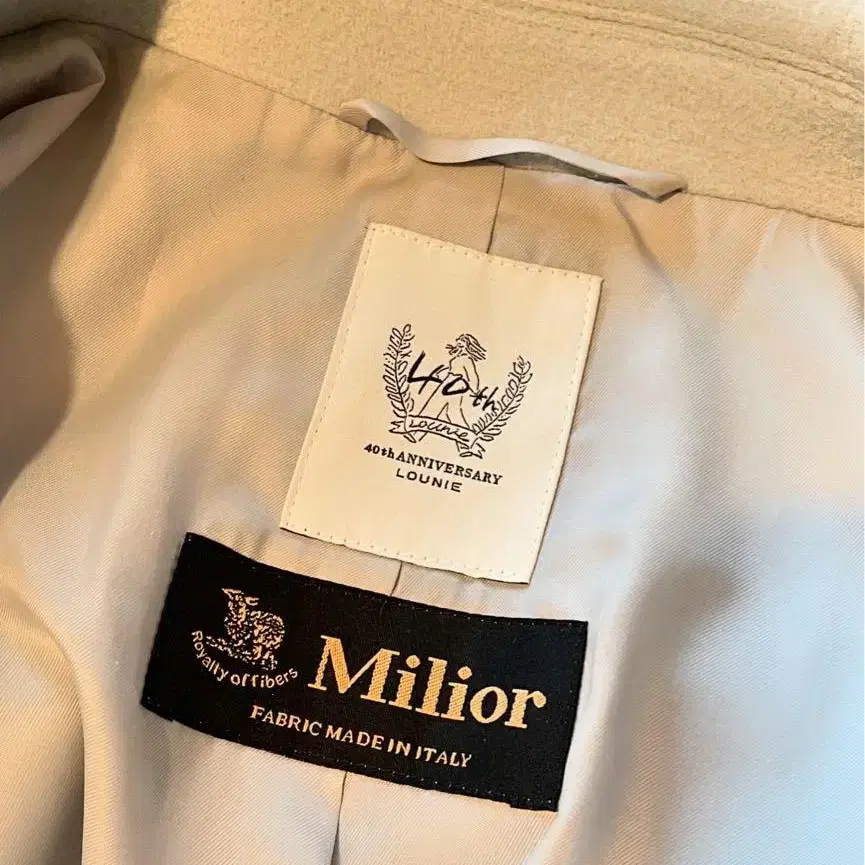 40th
Lounie
40th ANNIVERSARY
LOUNIE
Royalty of fibers
Milior
FABRIC MADE IN ITALY